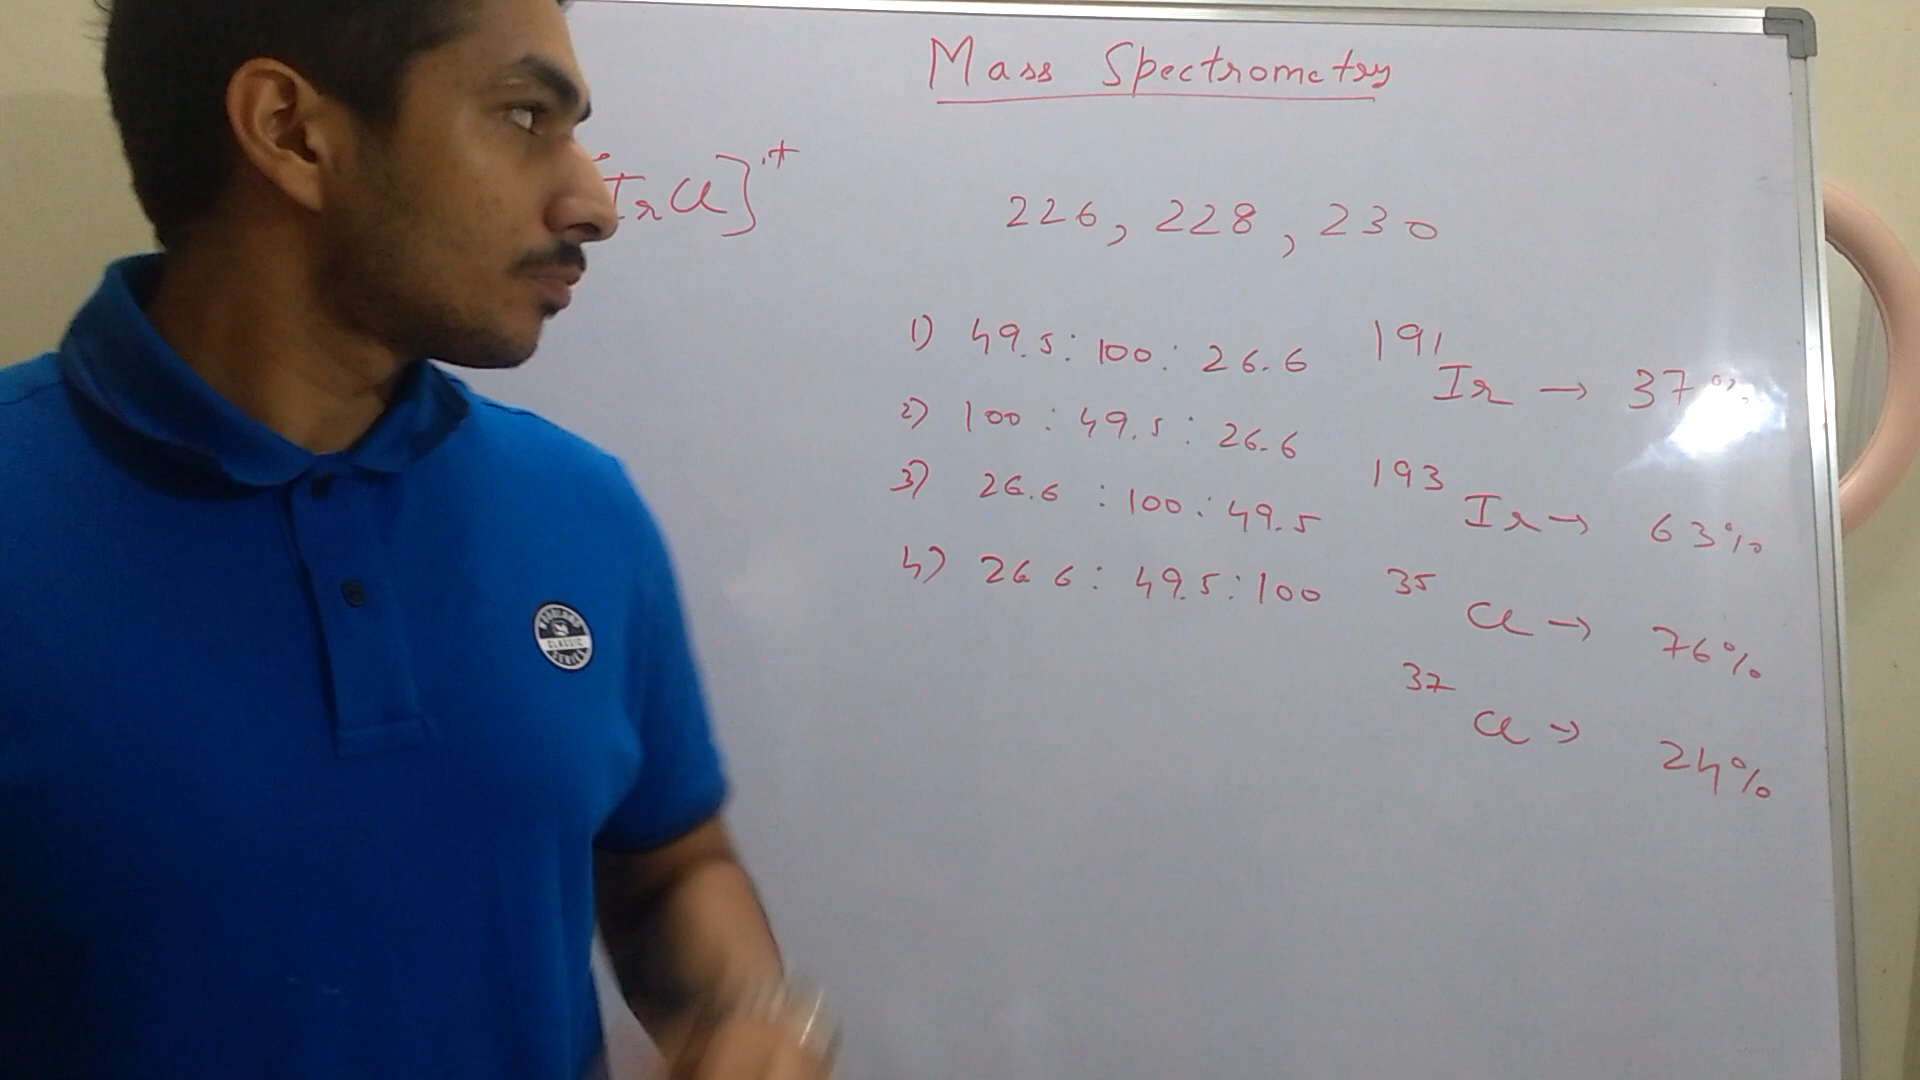 Mass Spectrometry
IrCl]·+
226, 228, 230
1) 49.5 : 100 : 26.6
2) 100 : 49.5 : 26.6
3) 26.6 : 100 : 49.5
4) 26 6 : 49.5 : 100
191 Ir → 37%
193 Ir → 63%
35 Cl → 76%
37 Cl → 24%
CLASSIC
SERIES